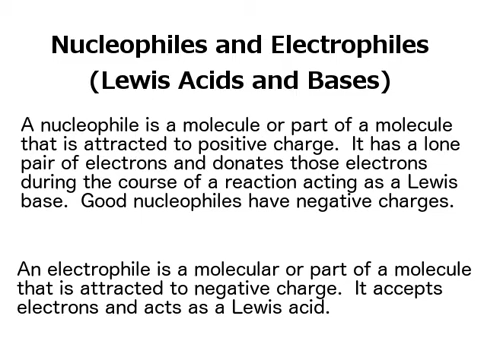 Nucleophiles and Electrophiles
(Lewis Acids and Bases)
A nucleophile is a molecule or part of a molecule
that is attracted to positive charge.  It has a lone
pair of electrons and donates those electrons
during the course of a reaction acting as a Lewis
base.  Good nucleophiles have negative charges.
An electrophile is a molecular or part of a molecule
that is attracted to negative charge.  It accepts
electrons and acts as a Lewis acid.